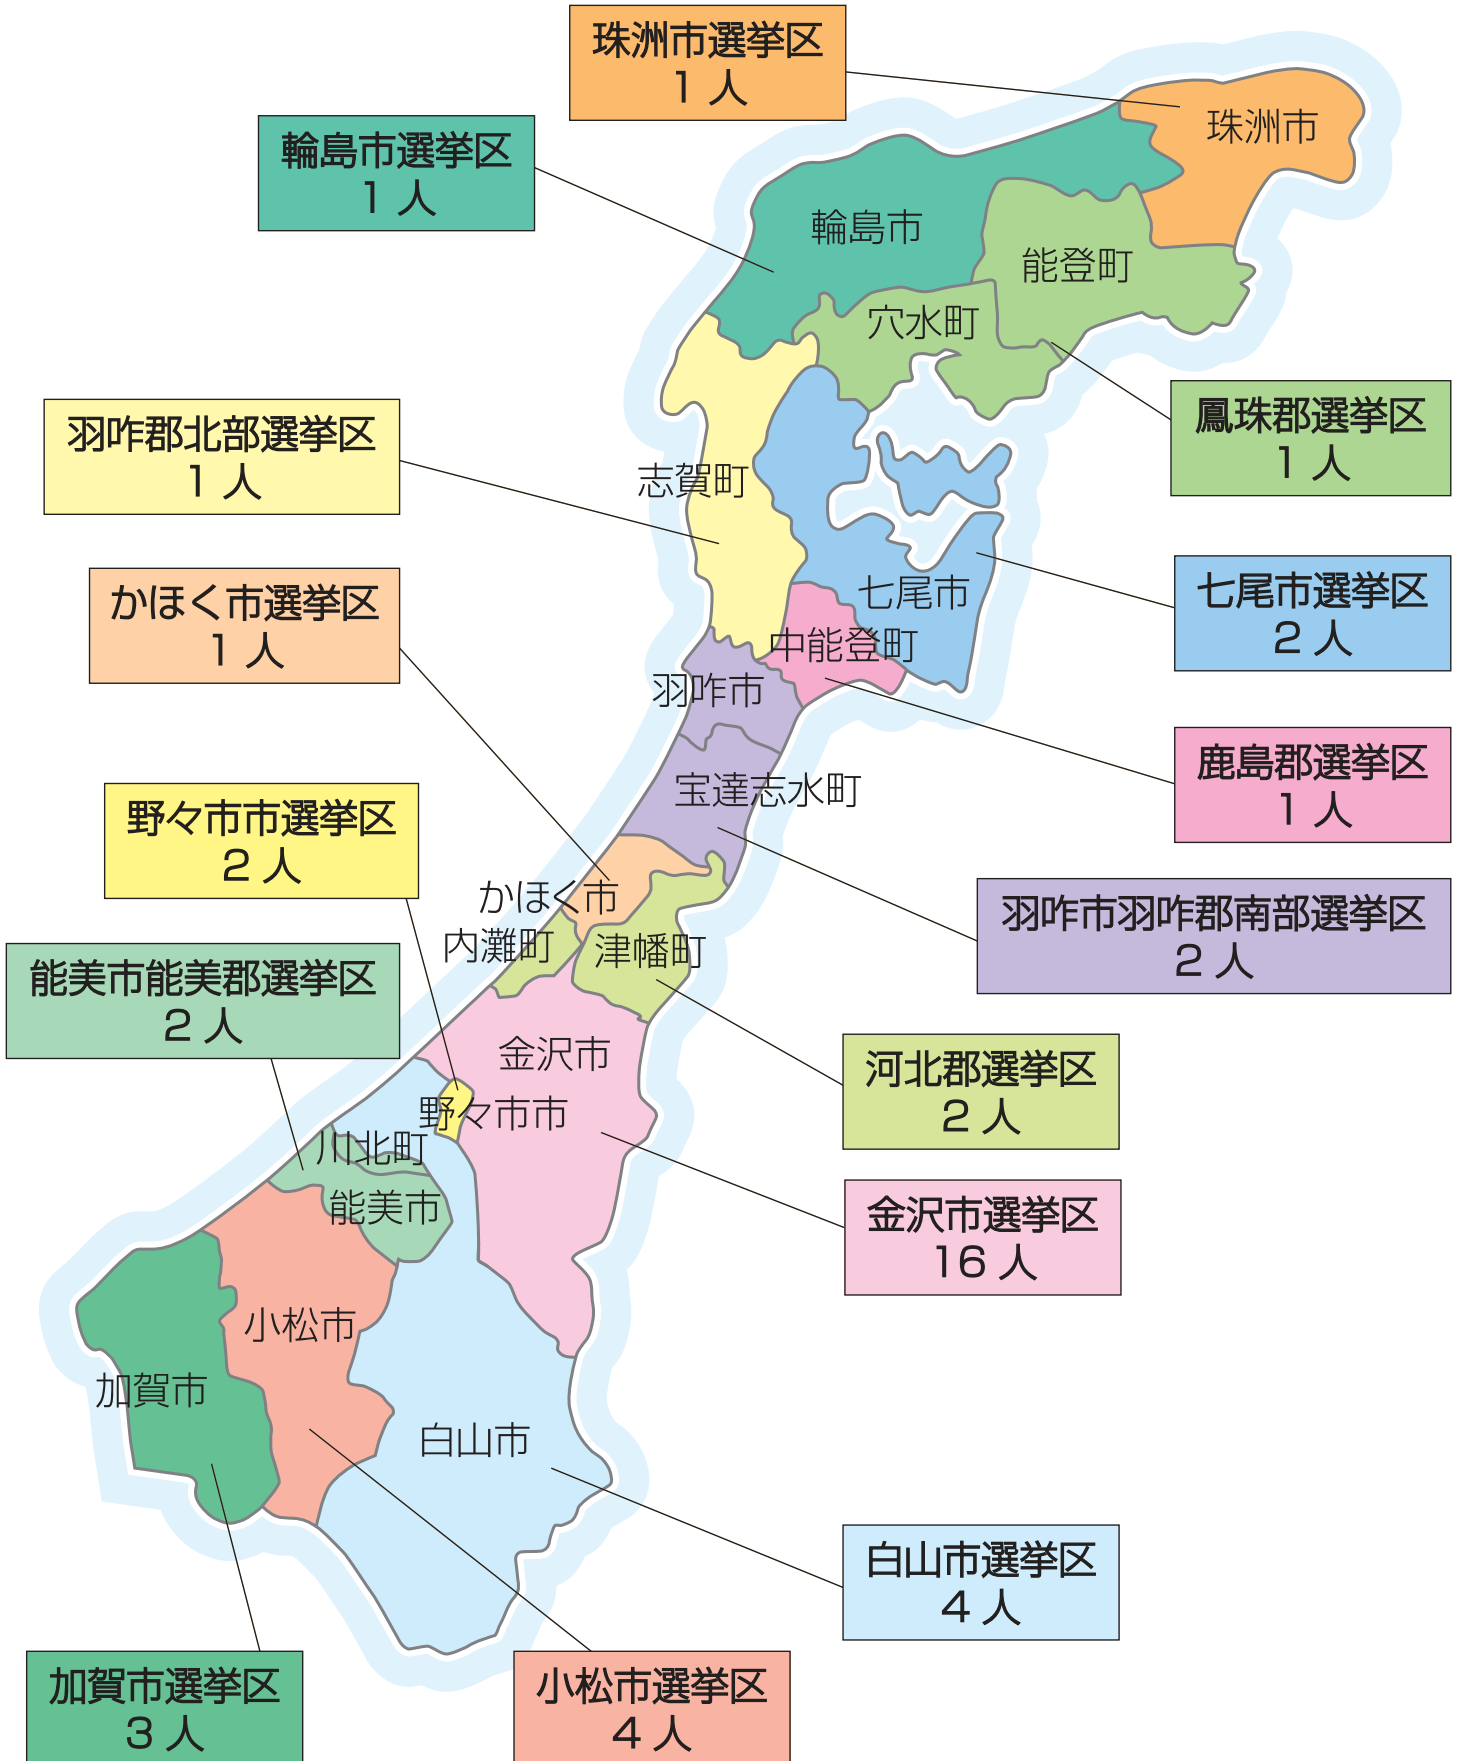 珠洲市選挙区
1 人
珠洲市
輪島市選挙区
1 人
輪島市
能登町
穴水町
鳳珠郡選挙区
1 人
羽咋郡北部選挙区
1 人
志賀町
かほく市選挙区
1 人
七尾市選挙区
2 人
七尾市
中能登町
羽咋市
鹿島郡選挙区
1 人
宝達志水町
野々市市選挙区
2 人
かほく市
内灘町
津幡町
羽咋市羽咋郡南部選挙区
2 人
能美市能美郡選挙区
2 人
金沢市
河北郡選挙区
2 人
野々市市
川北町
能美市
金沢市選挙区
16 人
小松市
加賀市
白山市
白山市選挙区
4 人
加賀市選挙区
3 人
小松市選挙区
4 人